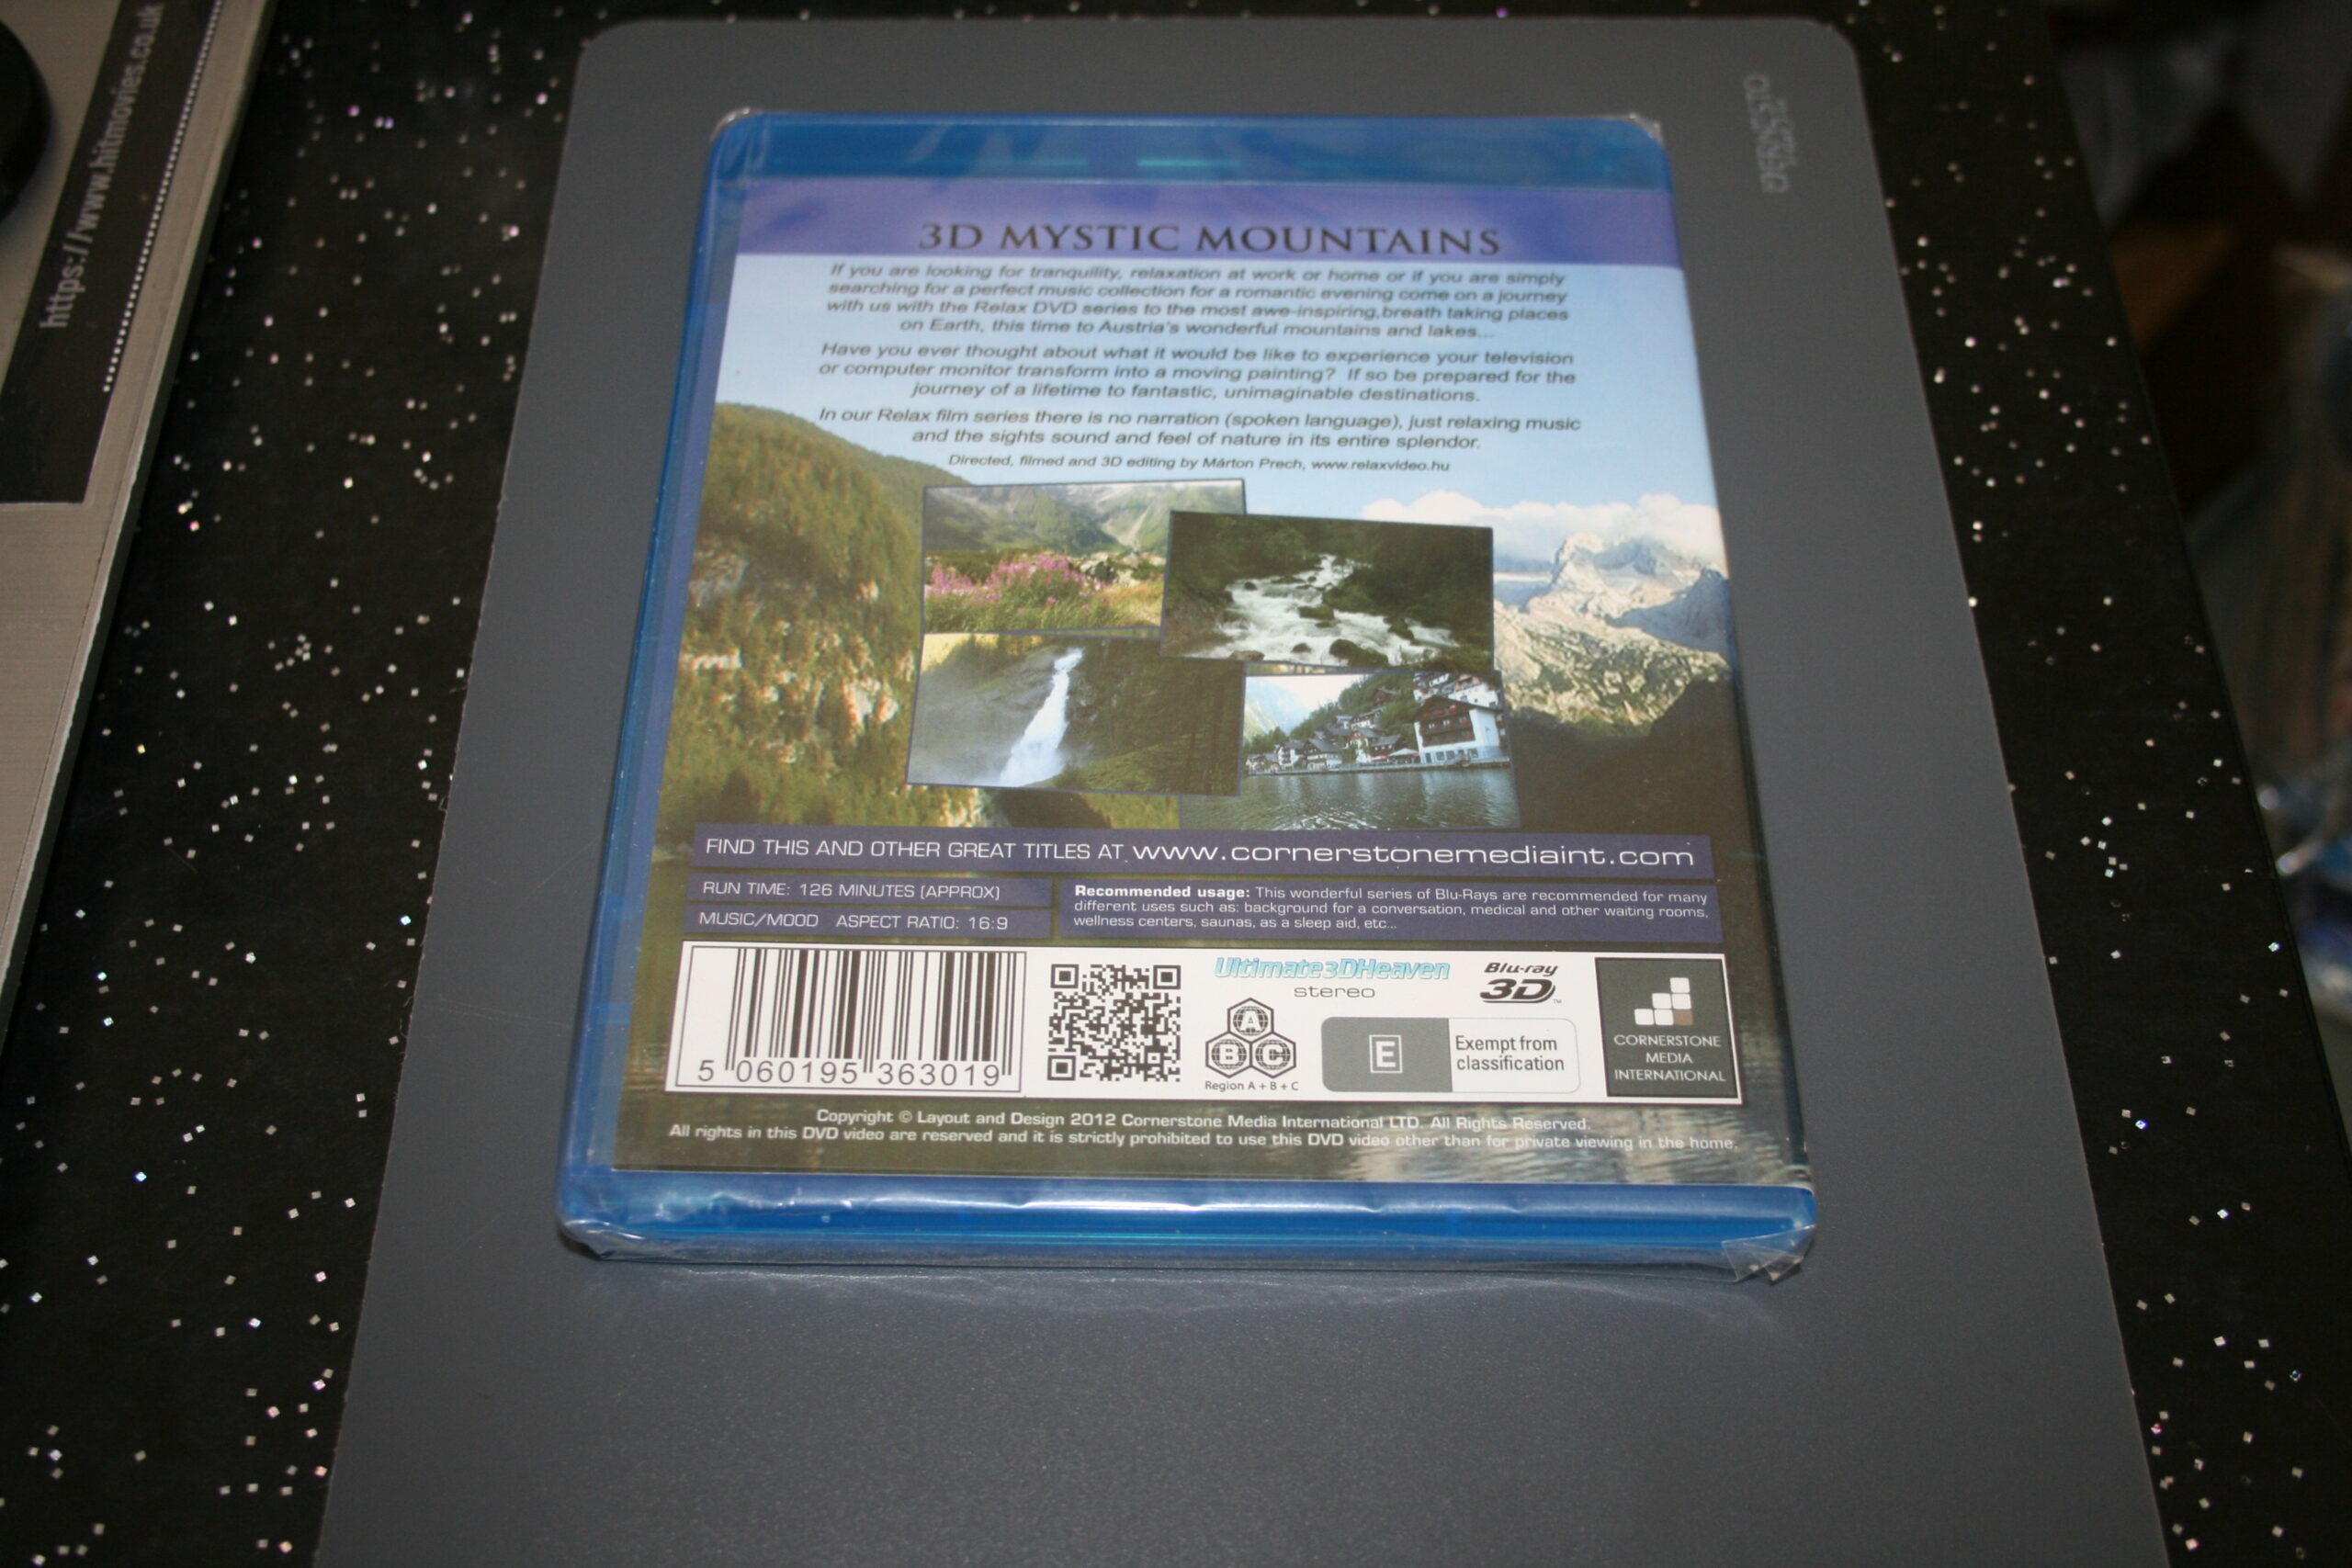 https://www.hitmovies.co.uk
3D MYSTIC MOUNTAINS
If you are looking for tranquility, relaxation at work or home or if you are simply
searching for a perfect music collection for a romantic evening come on a journey
with us with the Relax DVD series to the most awe-inspiring,breath taking places
on Earth, this time to Austria's wonderful mountains and lakes...
Have you ever thought about what it would be like to experience your television
or computer monitor transform into a moving painting? If so be prepared for the
journey of a lifetime to fantastic, unimaginable destinations.
In our Relax film series there is no narration (spoken language), just relaxing music
and the sights sound and feel of nature in its entire splendor.
Directed, filmed and 3D editing by Márton Prech, www.relaxvideo.hu
FIND THIS AND OTHER GREAT TITLES AT www.cornerstonemediaint.com
RUN TIME: 126 MINUTES (APPROX)
MUSIC/MOOD ASPECT RATIO: 16:9
Recommended usage: This wonderful series of Blu-Rays are recommended for many
different uses such as: background for a conversation, medical and other waiting rooms,
wellness centers, saunas, as a sleep aid, etc...
5 060195 363019
Ultimate3DHeaven
stereo
A
B C
Region A + B + C
Blu-ray
3D™
E
Exempt from
classification
CORNERSTONE
MEDIA
INTERNATIONAL
Copyright © Layout and Design 2012 Cornerstone Media International LTD. All Rights Reserved.
All rights in this DVD video are reserved and it is strictly prohibited to use this DVD video other than for private viewing in the home.